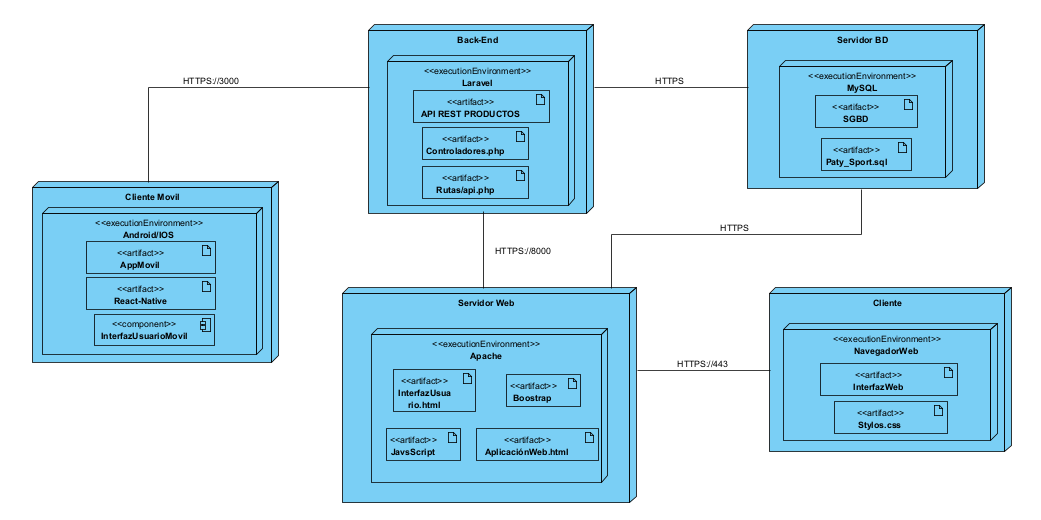 Back-End
<<executionEnvironment>>
Laravel
<<artifact>>
API REST PRODUCTOS
<<artifact>>
Controladores.php
<<artifact>>
Rutas/api.php
Servidor BD
<<executionEnvironment>>
MySQL
<<artifact>>
SGBD
<<artifact>>
Paty_Sport.sql
HTTPS://3000
HTTPS
Cliente Movil
<<executionEnvironment>>
Android/IOS
<<artifact>>
AppMovil
<<artifact>>
React-Native
<<component>>
InterfazUsuarioMovil
HTTPS://8000
HTTPS
Servidor Web
<<executionEnvironment>>
Apache
<<artifact>>
InterfazUsua
rio.html
<<artifact>>
Boostrap
<<artifact>>
JavsScript
<<artifact>>
AplicaciónWeb.html
HTTPS://443
Cliente
<<executionEnvironment>>
NavegadorWeb
<<artifact>>
InterfazWeb
<<artifact>>
Stylos.css